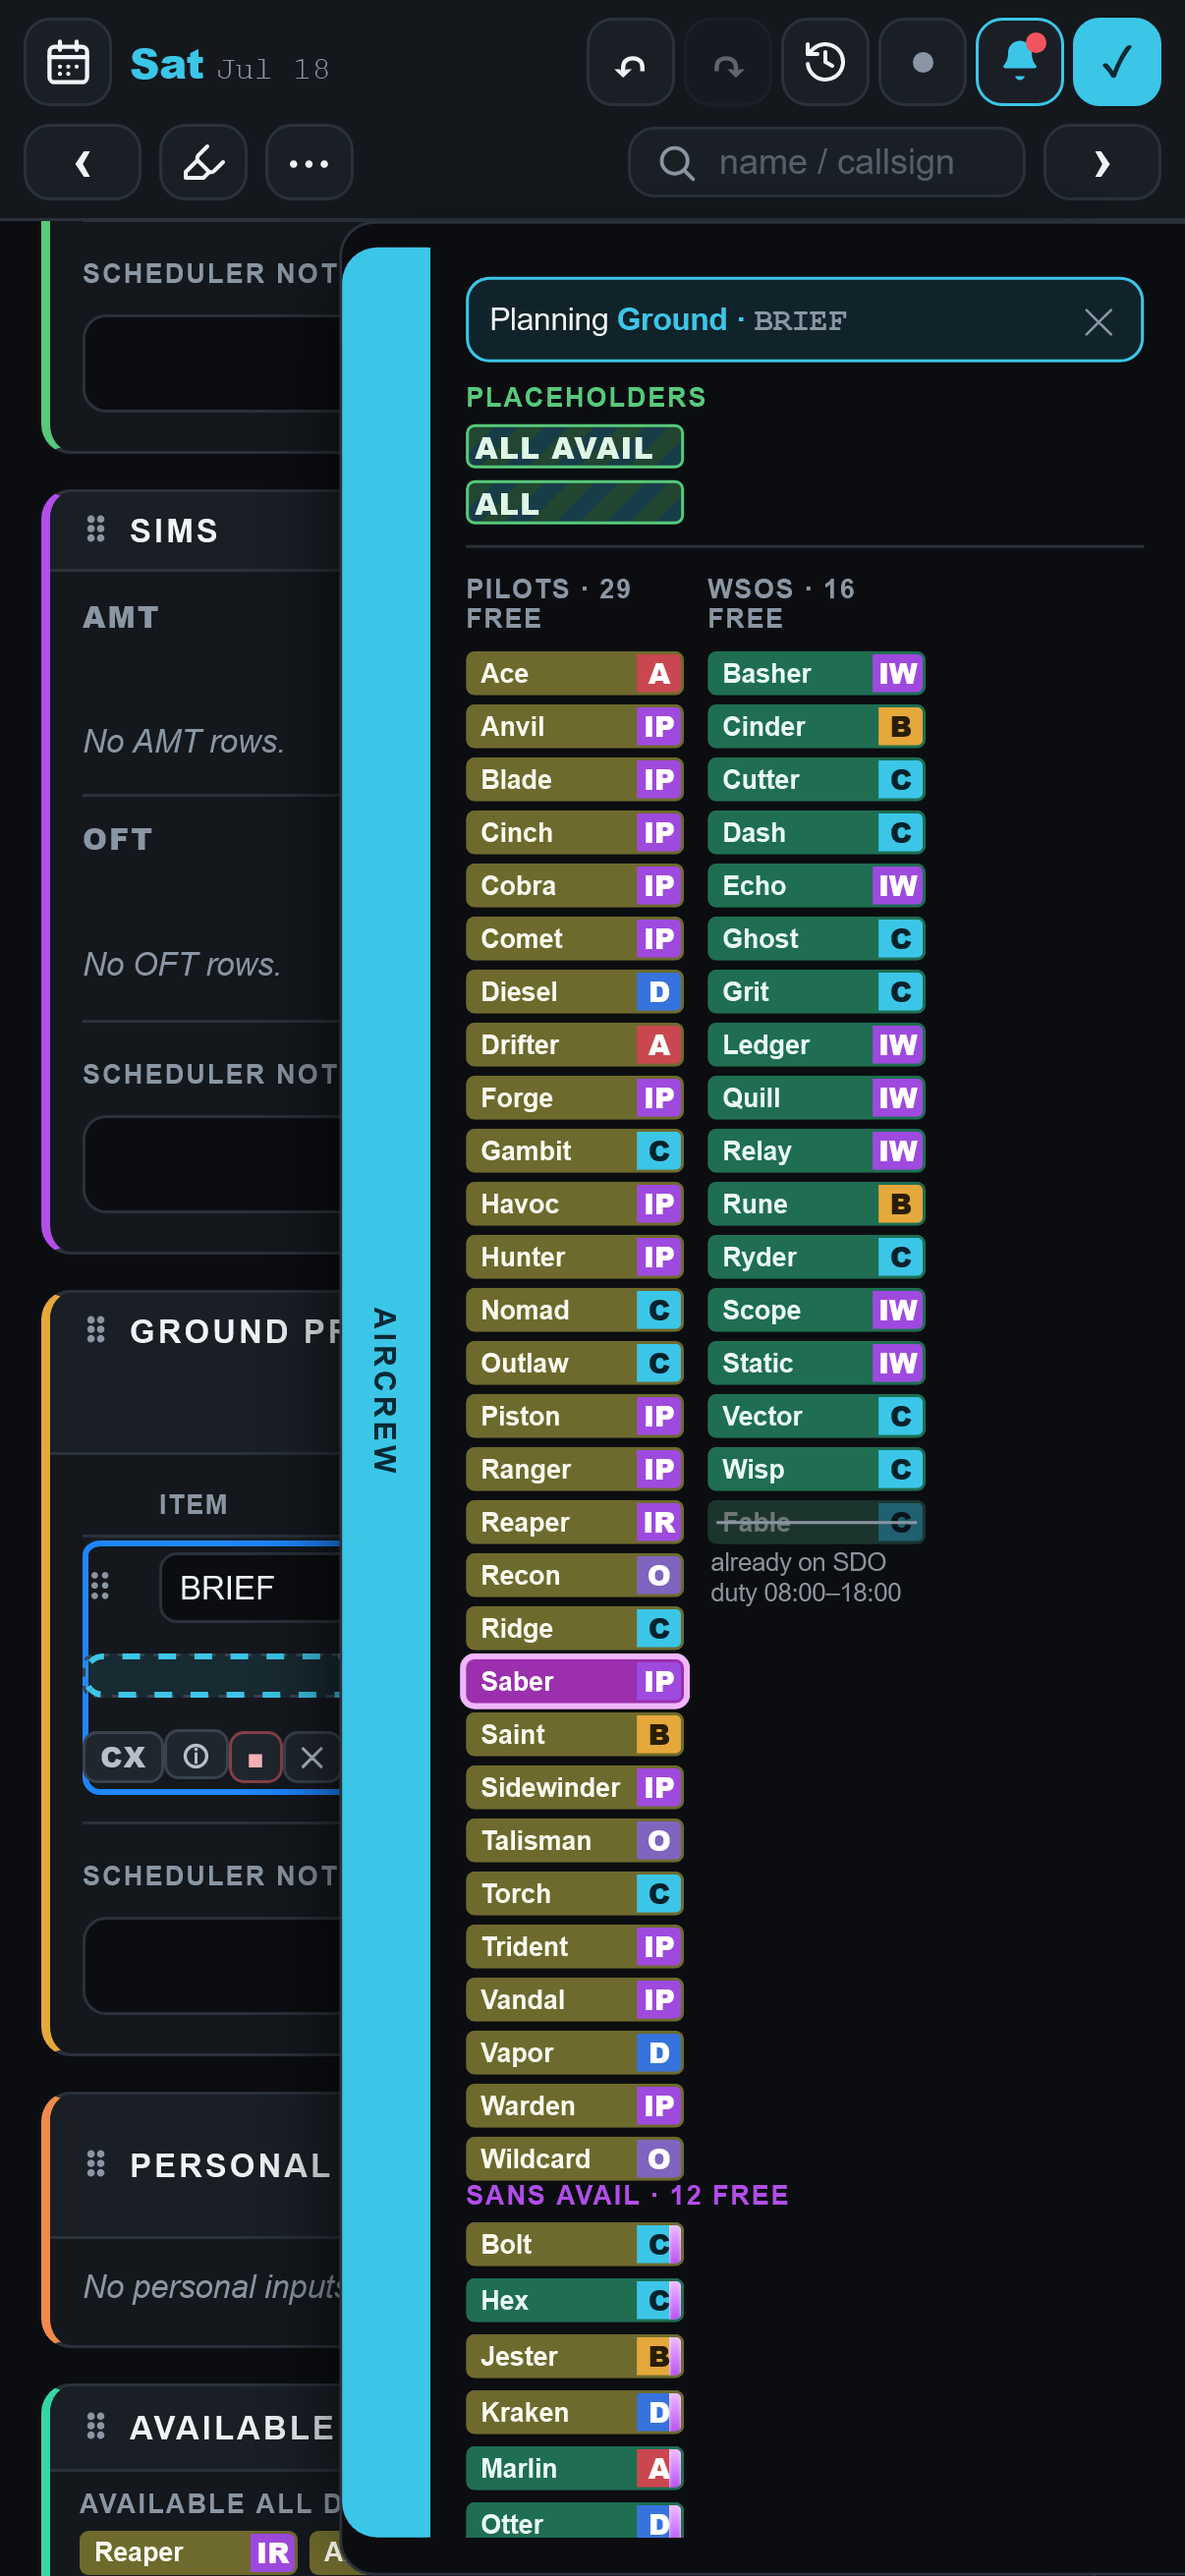 Sat Jul 18
name / callsign
SCHEDULER NOT
SIMS
AMT
No AMT rows.
OFT
No OFT rows.
SCHEDULER NOT
GROUND PR
ITEM
BRIEF
CX
SCHEDULER NOT
PERSONAL
No personal inputs
AVAILABLE
AVAILABLE ALL D
Reaper IR
A
AIRCREW
Planning Ground · BRIEF
PLACEHOLDERS
ALL AVAIL
ALL
PILOTS · 29
FREE
Ace A
Anvil IP
Blade IP
Cinch IP
Cobra IP
Comet IP
Diesel D
Drifter A
Forge IP
Gambit C
Havoc IP
Hunter IP
Nomad C
Outlaw C
Piston IP
Ranger IP
Reaper IR
Recon O
Ridge C
Saber IP
Saint B
Sidewinder IP
Talisman O
Torch C
Trident IP
Vandal IP
Vapor D
Warden IP
Wildcard O
WSOS · 16
FREE
Basher IW
Cinder B
Cutter C
Dash C
Echo IW
Ghost C
Grit C
Ledger IW
Quill IW
Relay IW
Rune B
Ryder C
Scope IW
Static IW
Vector C
Wisp C
Fable C
already on SDO
duty 08:00–18:00
SANS AVAIL · 12 FREE
Bolt C
Hex C
Jester B
Kraken D
Marlin A
Otter D